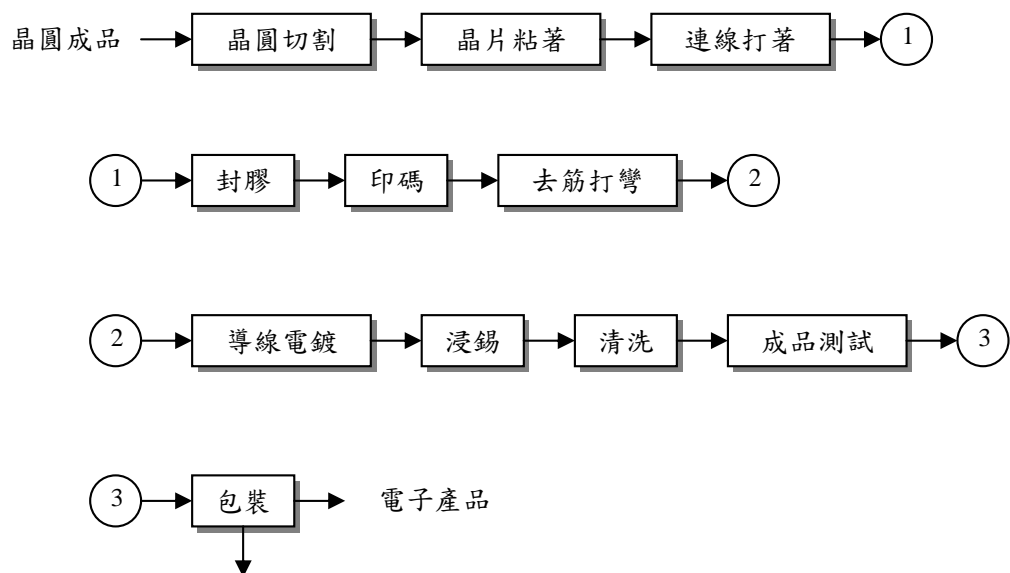 晶圓成品 晶圓切割 晶片粘著 連線打著 1
1 封膠 印碼 去筋打彎 2
2 導線電鍍 浸錫 清洗 成品測試 3
3 包裝 電子產品